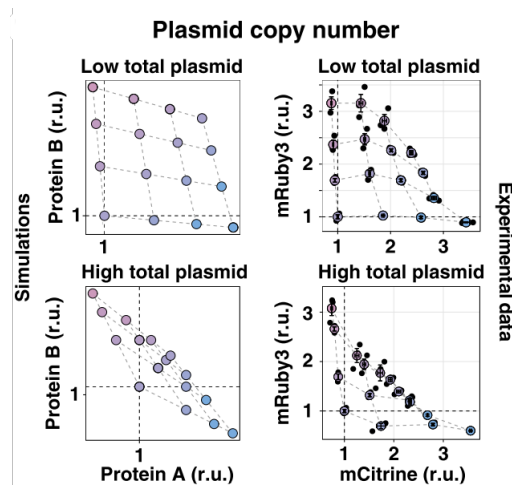 Plasmid copy number
Low total plasmid
Low total plasmid
Simulations
Protein B (r.u.)
1
1
mRuby3 (r.u.)
3
2
1
1 2 3
Experimental data
High total plasmid
High total plasmid
Protein B (r.u.)
1
1
Protein A (r.u.)
mRuby3 (r.u.)
3
2
1
1 2 3
mCitrine (r.u.)